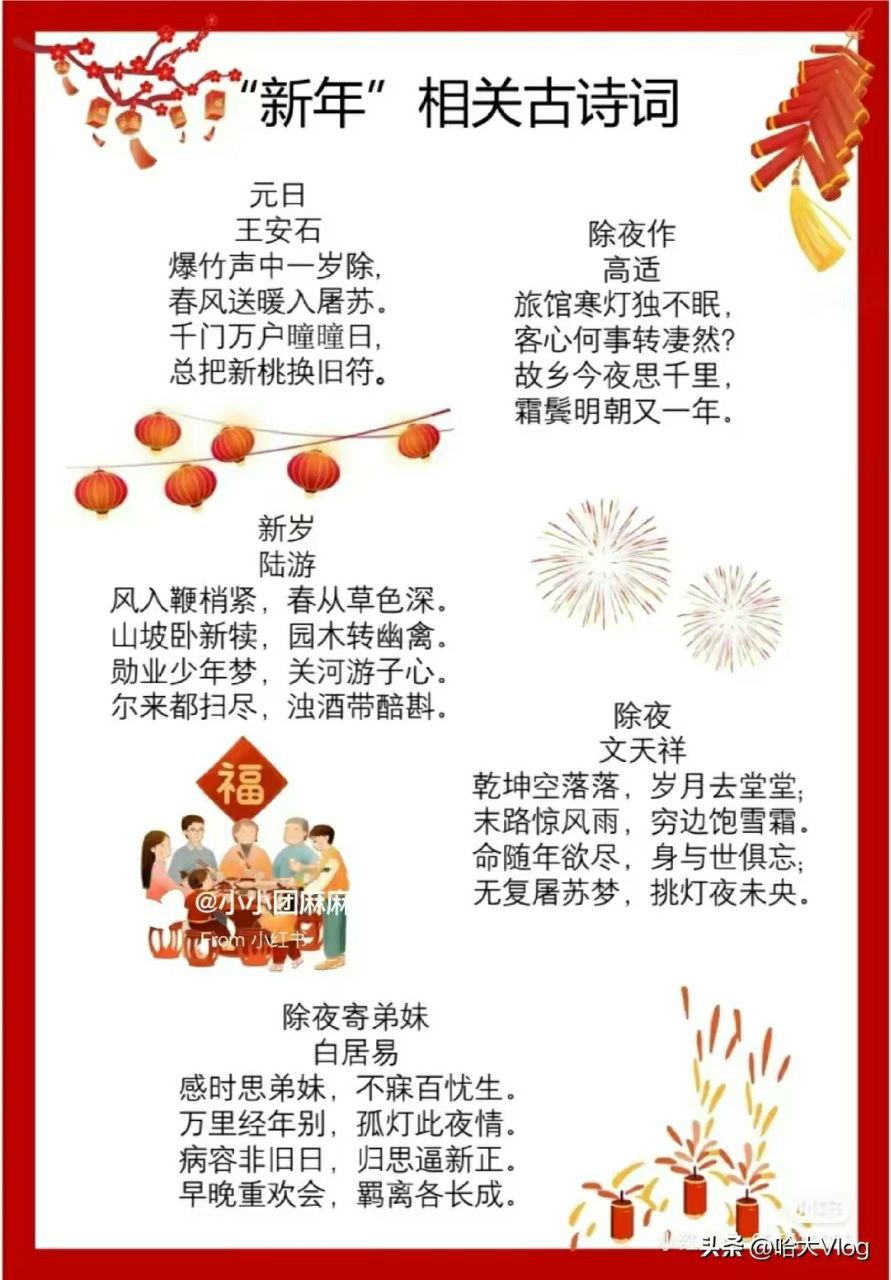 “新年”相关古诗词
元日
王安石
爆竹声中一岁除，
春风送暖入屠苏。
千门万户曈曈日，
总把新桃换旧符。
除夜作
高适
旅馆寒灯独不眠，
客心何事转凄然？
故乡今夜思千里，
霜鬓明朝又一年。
新岁
陆游
风入鞭梢紧，春从草色深。
山坡卧新犊，园木转幽禽。
勋业少年梦，关河游子心。
尔来都扫尽，浊酒带醅斟。
除夜
文天祥
乾坤空落落，岁月去堂堂；
末路惊风雨，穷边饱雪霜。
命随年欲尽，身与世俱忘；
无复屠苏梦，挑灯夜未央。
福
@小小团麻麻
From 小红书
除夜寄弟妹
白居易
感时思弟妹，不寐百忧生。
万里经年别，孤灯此夜情。
病容非旧日，归思逼新正。
早晚重欢会，羁离各长成。
小红书
头条 @哈大Vlog